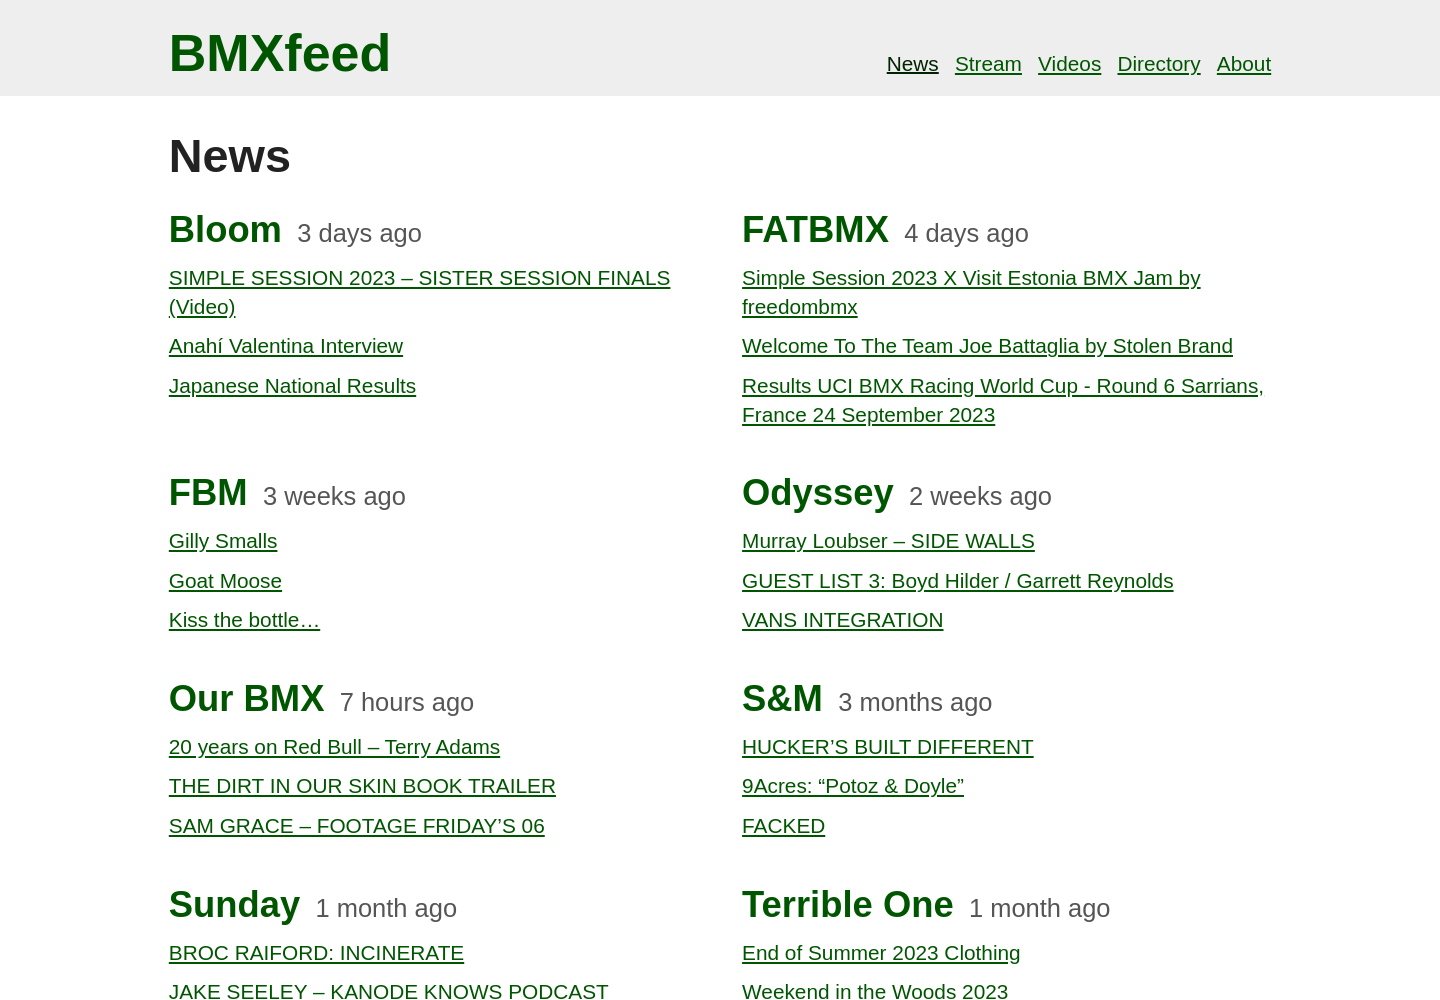 BMXfeed
News Stream Videos Directory About
News
Bloom 3 days ago
SIMPLE SESSION 2023 – SISTER SESSION FINALS
(Video)
Anahí Valentina Interview
Japanese National Results
FATBMX 4 days ago
Simple Session 2023 X Visit Estonia BMX Jam by
freedombmx
Welcome To The Team Joe Battaglia by Stolen Brand
Results UCI BMX Racing World Cup - Round 6 Sarrians,
France 24 September 2023
FBM 3 weeks ago
Gilly Smalls
Goat Moose
Kiss the bottle…
Odyssey 2 weeks ago
Murray Loubser – SIDE WALLS
GUEST LIST 3: Boyd Hilder / Garrett Reynolds
VANS INTEGRATION
Our BMX 7 hours ago
20 years on Red Bull – Terry Adams
THE DIRT IN OUR SKIN BOOK TRAILER
SAM GRACE – FOOTAGE FRIDAY’S 06
S&M 3 months ago
HUCKER’S BUILT DIFFERENT
9Acres: “Potoz & Doyle”
FACKED
Sunday 1 month ago
BROC RAIFORD: INCINERATE
JAKE SEELEY – KANODE KNOWS PODCAST
Terrible One 1 month ago
End of Summer 2023 Clothing
Weekend in the Woods 2023